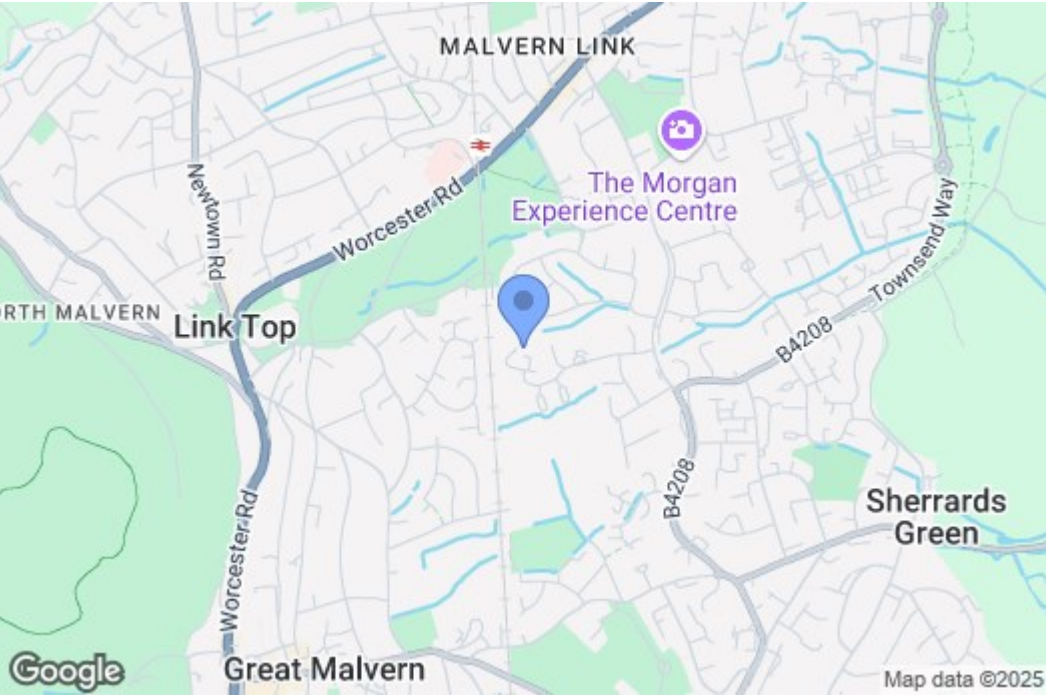 MALVERN LINK
Newtown Rd
Worcester Rd
The Morgan
Experience Centre
Townsend Way
ORTH MALVERN
Link Top
B4208
B4208
Sherrards
Green
Worcester Rd
Great Malvern
Google
Map data ©2025